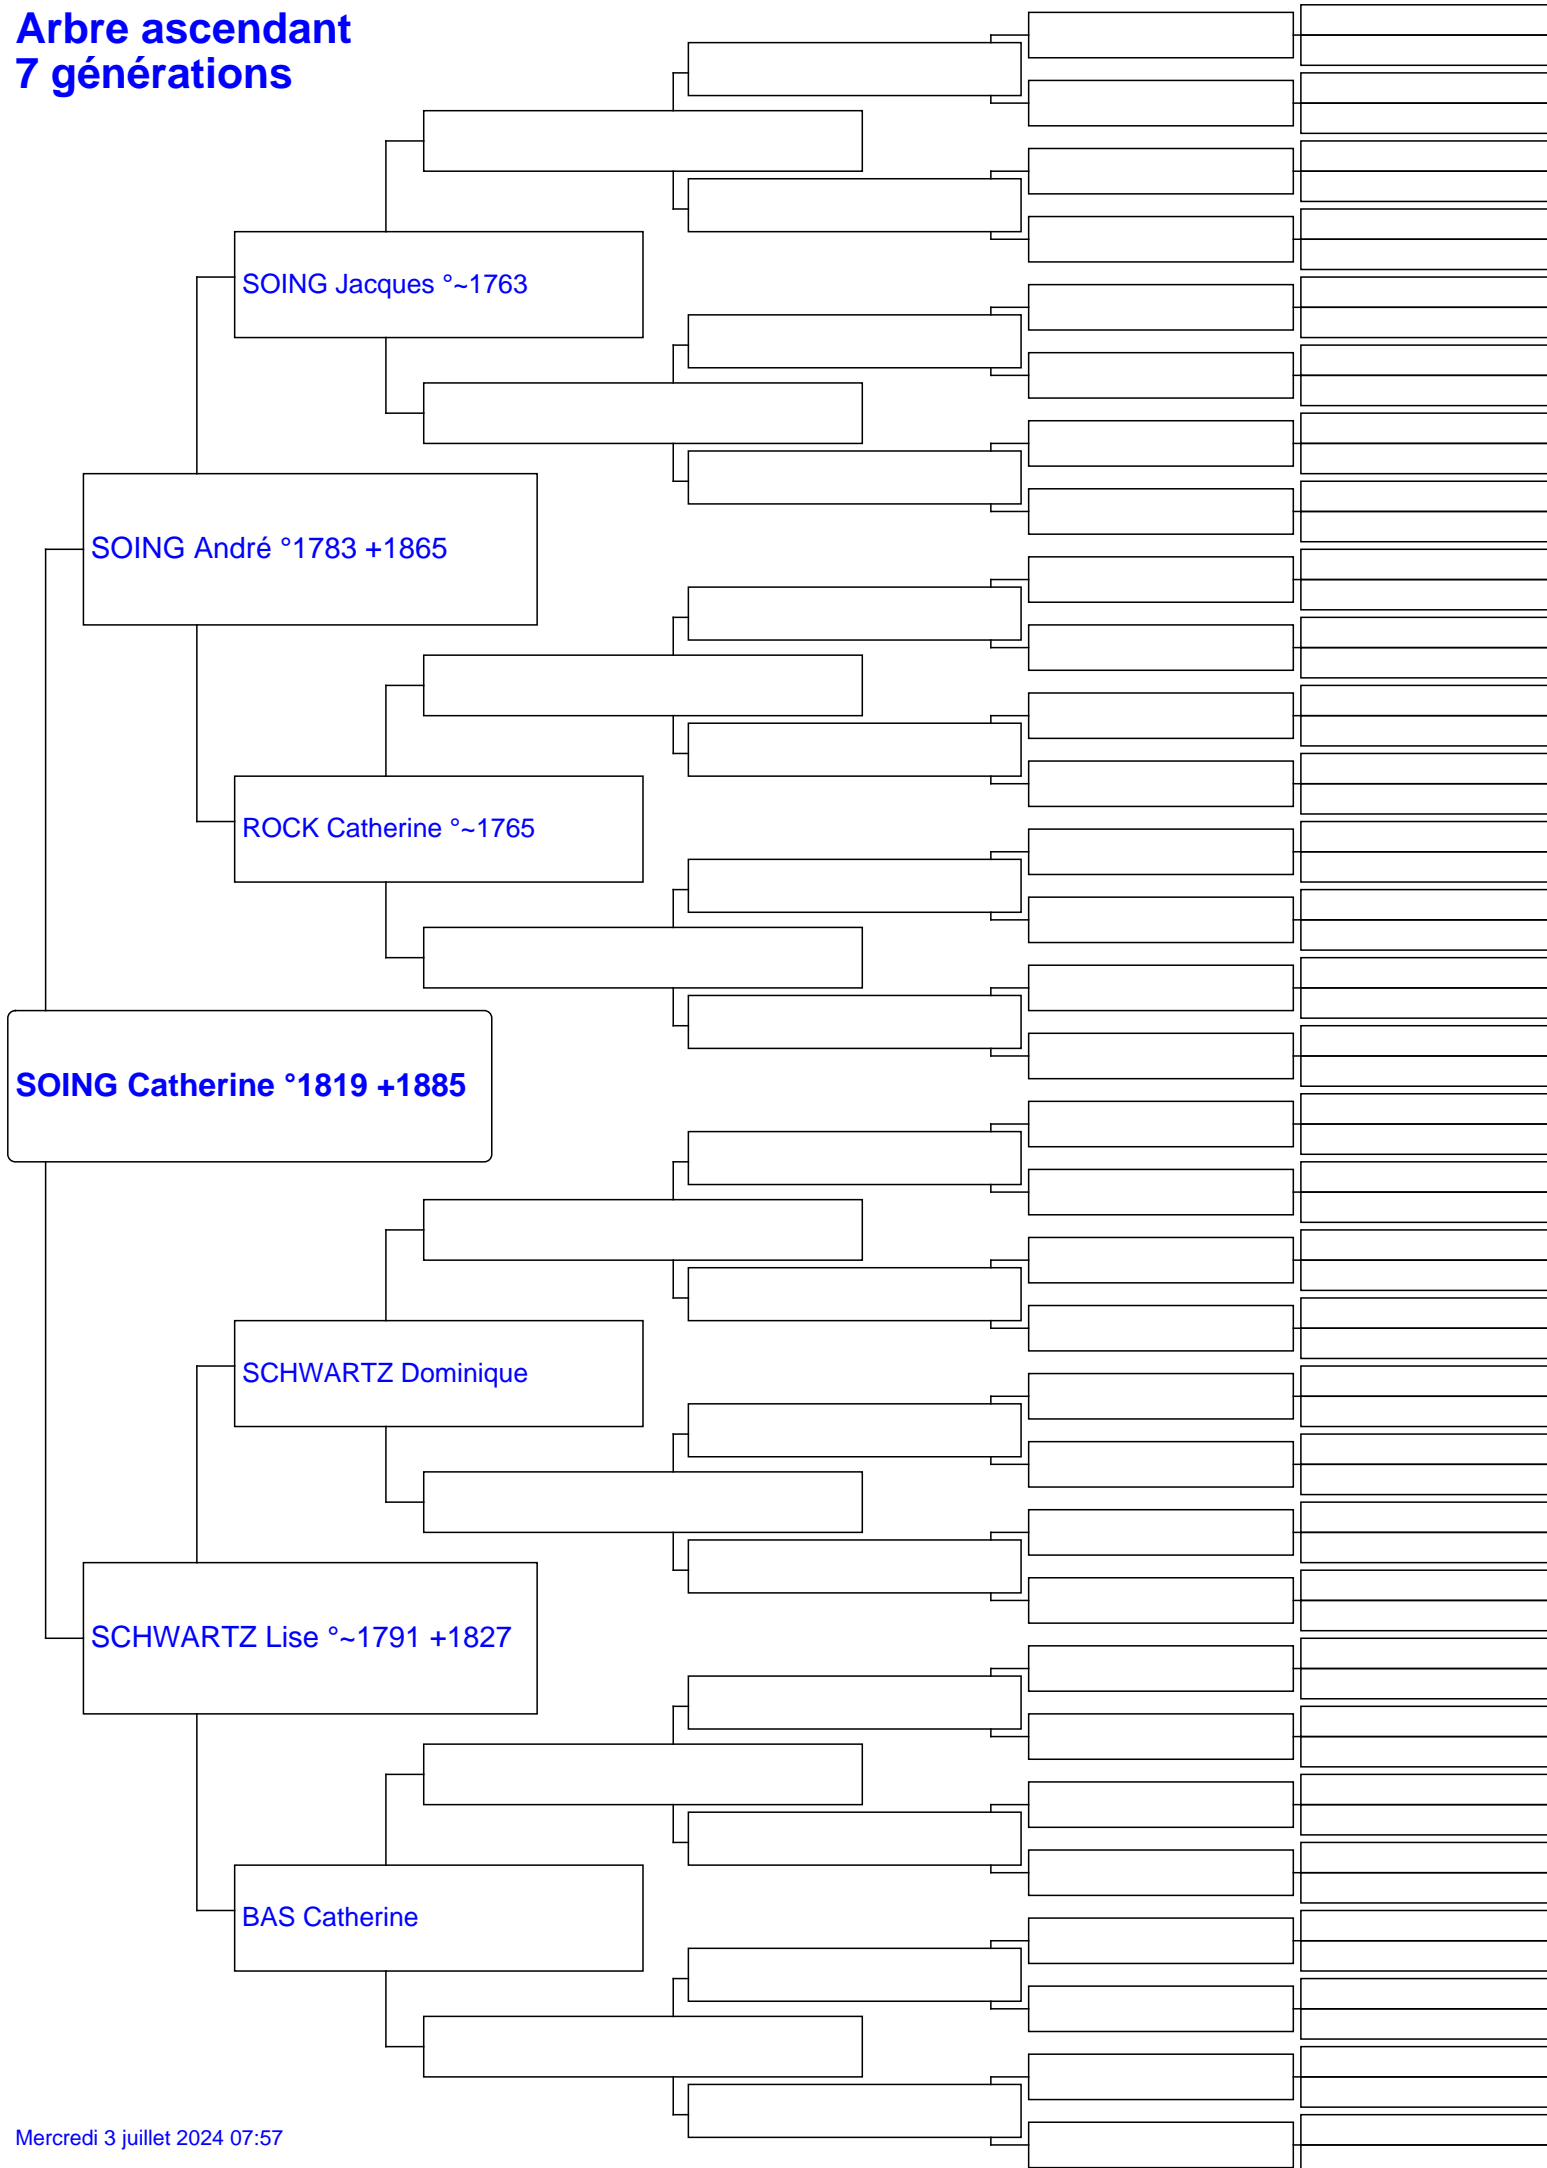 Arbre ascendant
7 générations
SOING Jacques °~1763
SOING André °1783 +1865
ROCK Catherine °~1765
SOING Catherine °1819 +1885
SCHWARTZ Dominique
SCHWARTZ Lise °~1791 +1827
BAS Catherine
Mercredi 3 juillet 2024 07:57